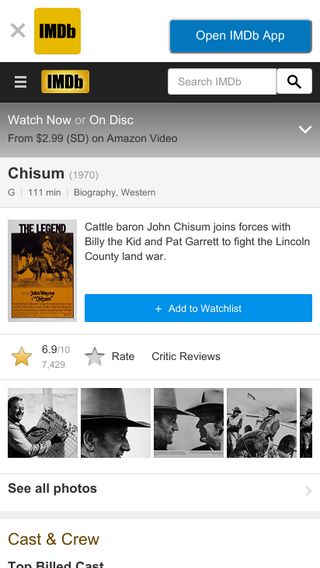 IMDb
Open IMDb App
IMDb
Search IMDb
Watch Now or On Disc
From $2.99 (SD) on Amazon Video
Chisum (1970)
G | 111 min | Biography, Western
THE LEGEND
John Wayne
Chisum
Cattle baron John Chisum joins forces with
Billy the Kid and Pat Garrett to fight the Lincoln
County land war.
+ Add to Watchlist
6.9/10
7,429
Rate
Critic Reviews
See all photos
Cast & Crew
Top Billed Cast